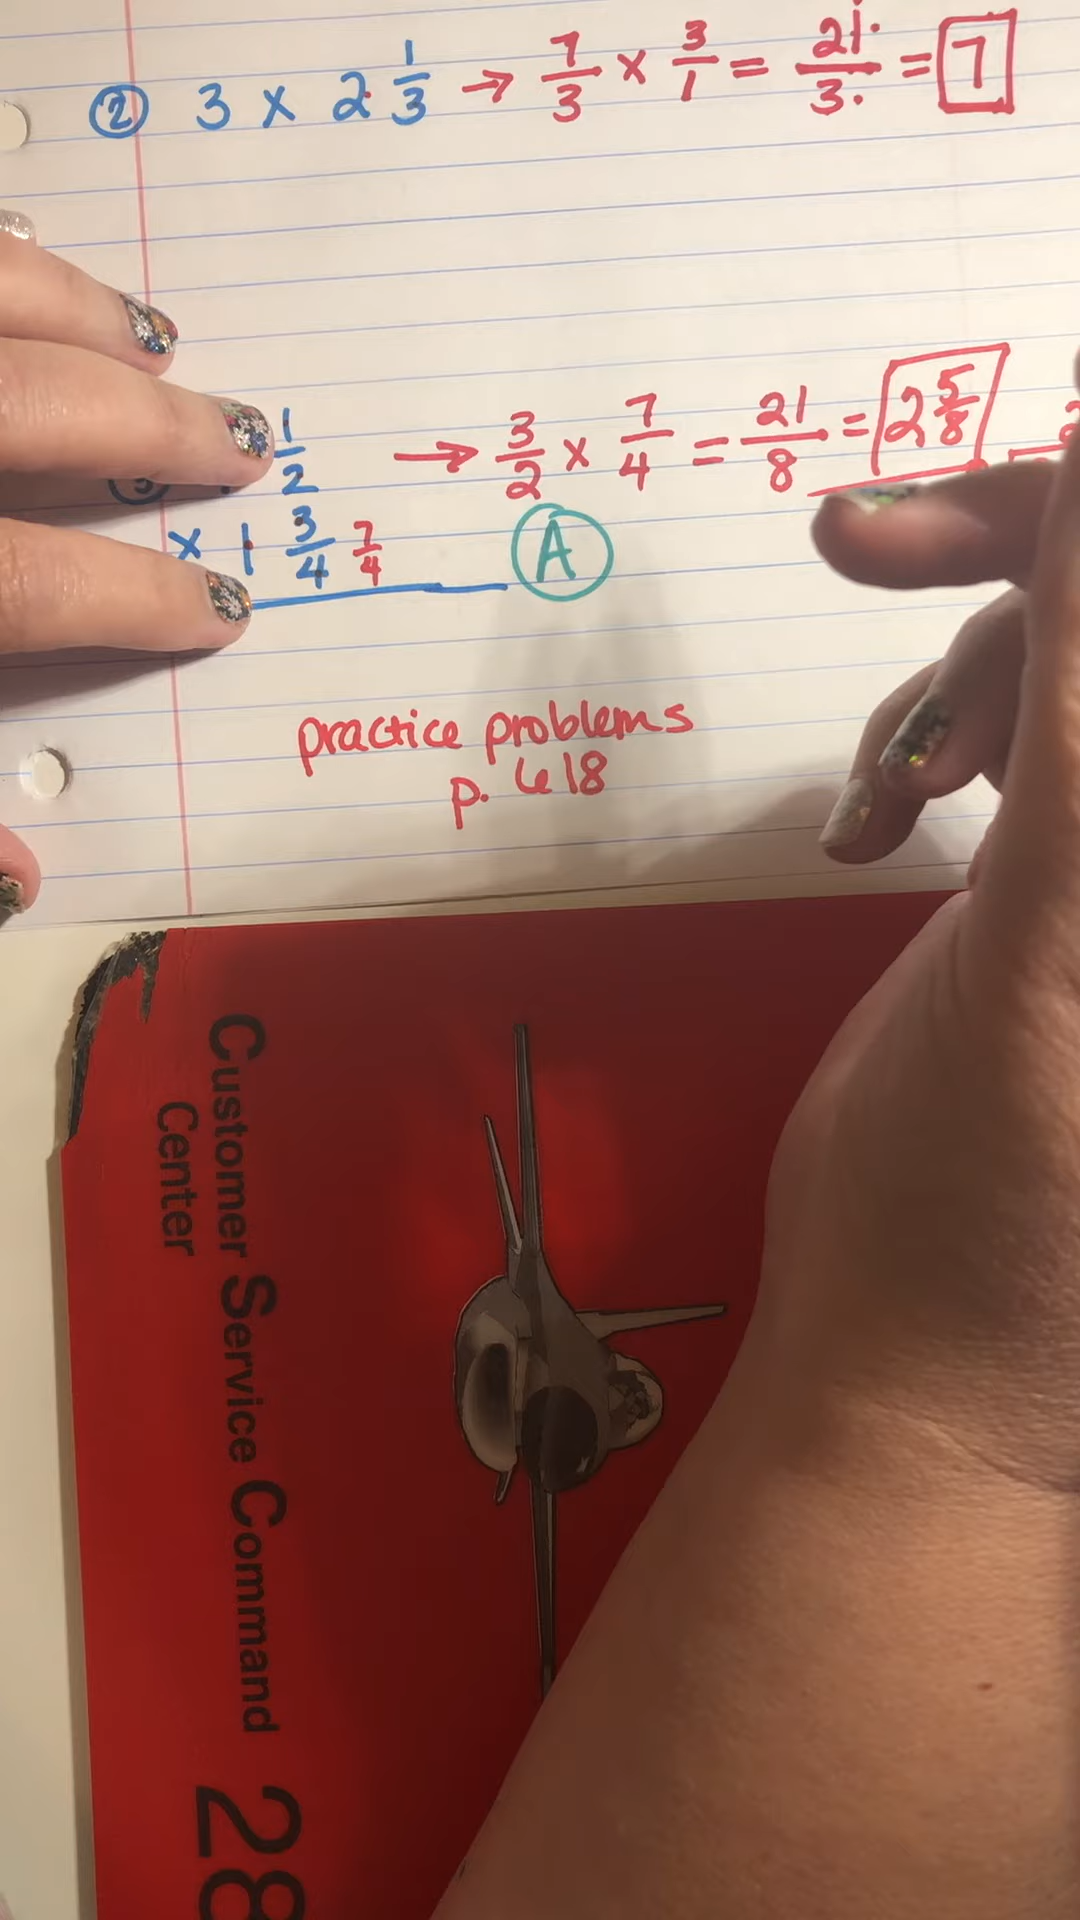 ② 3 x 2 1/3 → 7/3 x 3/1 = 21/3 = 7
1/2 → 3/2 x 7/4 = 21/8 = 2 5/8
x 1 3/4 7/4 A
practice problems
p. 618
Customer Service Command
Center
28